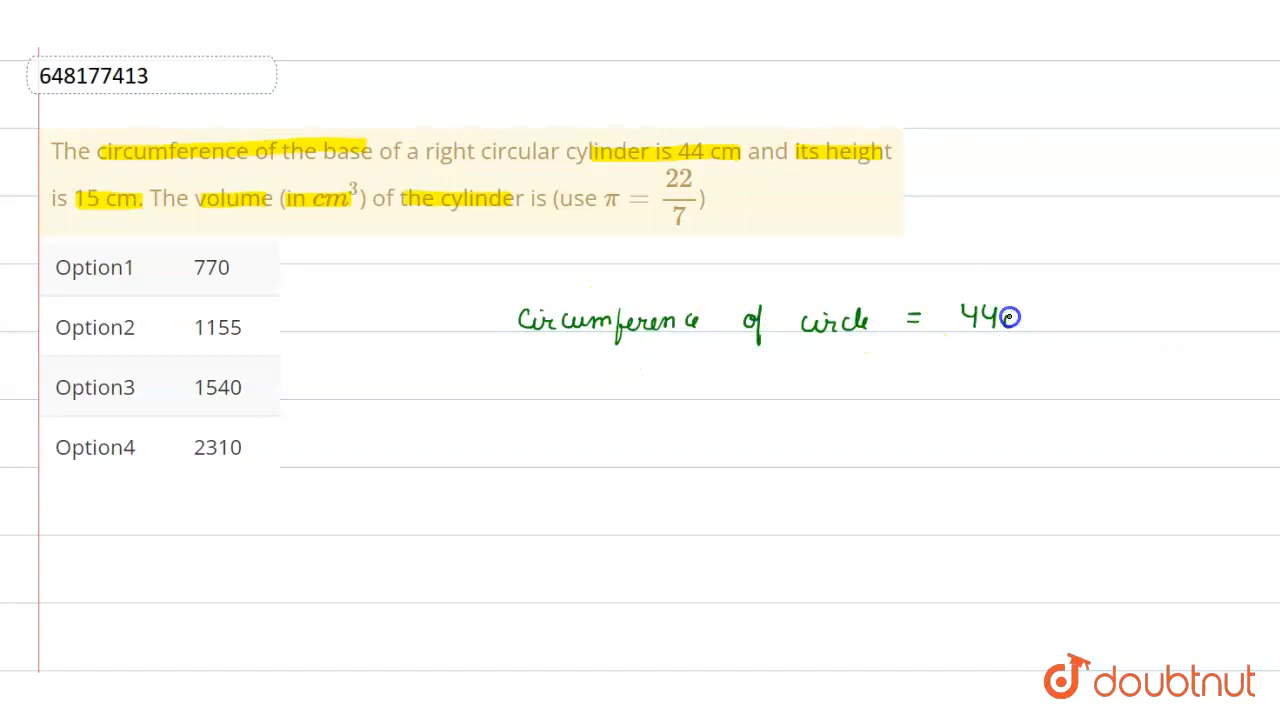 648177413
The circumference of the base of a right circular cylinder is 44 cm and its height
is 15 cm. The volume (in cm³) of the cylinder is (use π = 22/7)
Option1 770
Option2 1155
Option3 1540
Option4 2310
Circumference of circle = 44
doubtnut